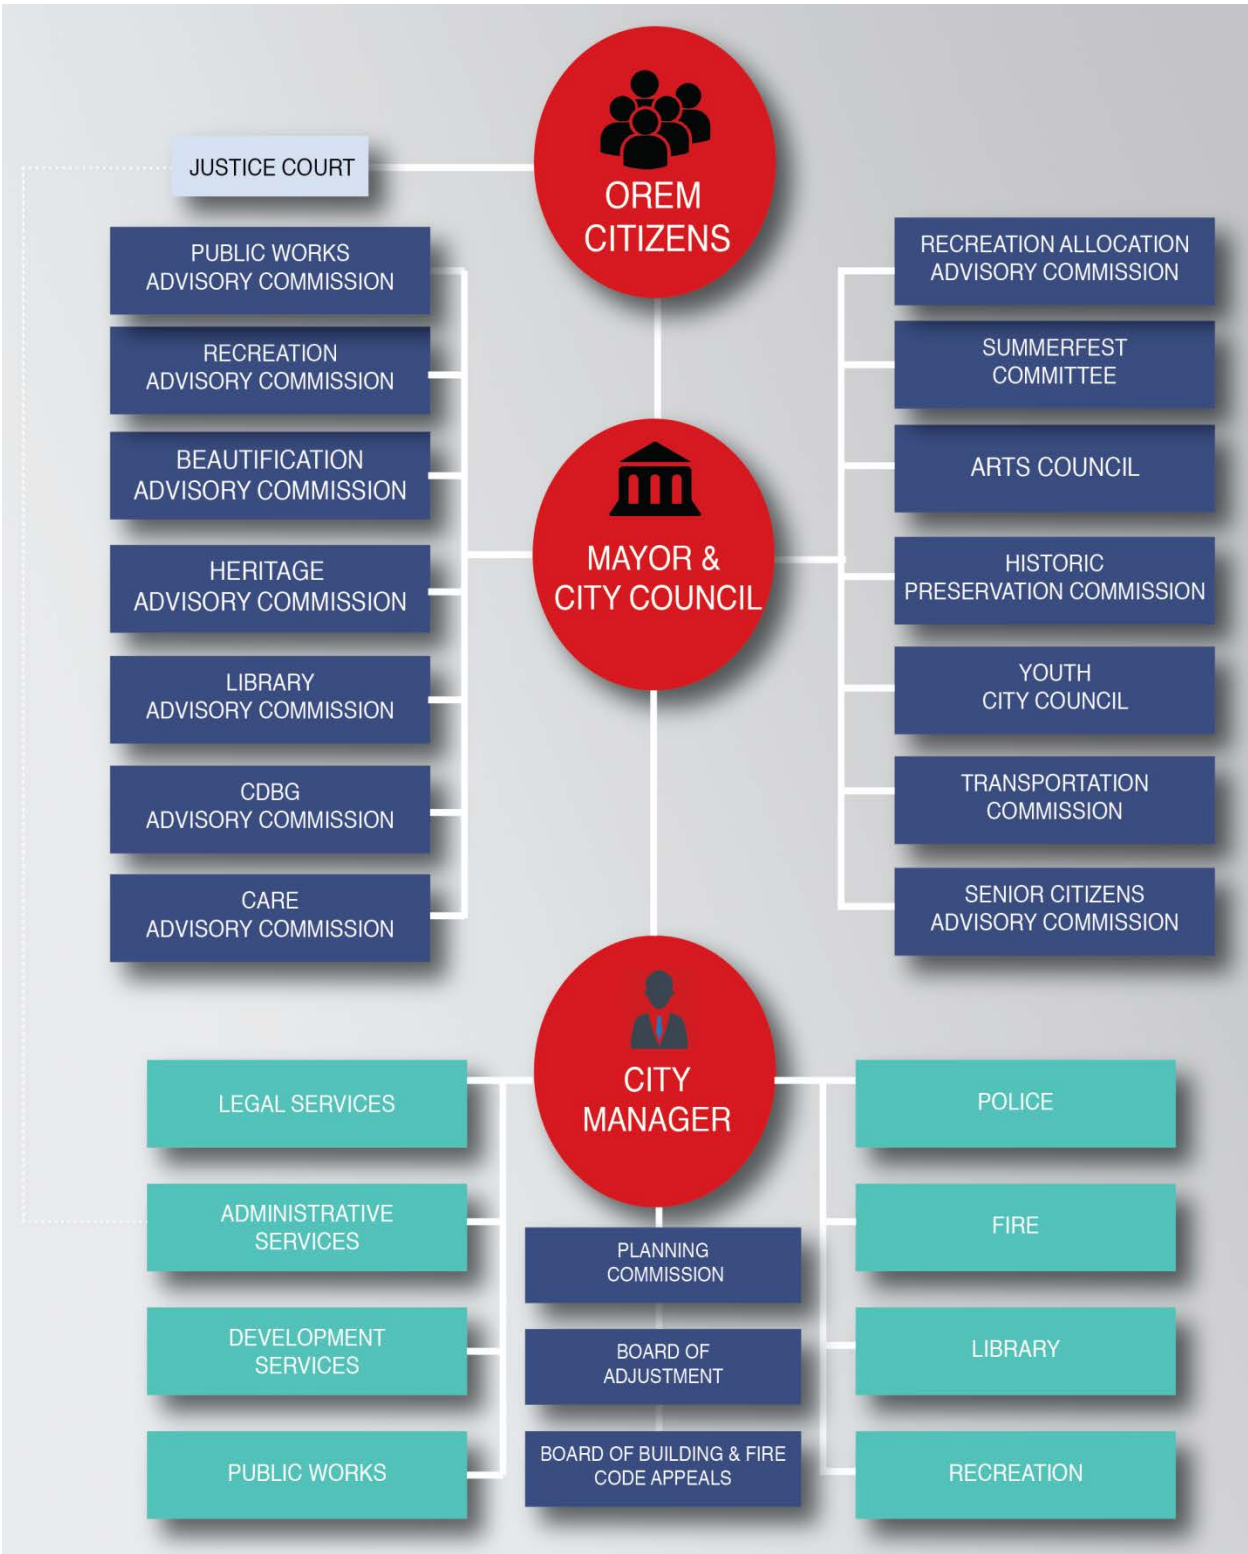 OREM
CITIZENS
JUSTICE COURT
PUBLIC WORKS
ADVISORY COMMISSION
RECREATION
ADVISORY COMMISSION
BEAUTIFICATION
ADVISORY COMMISSION
HERITAGE
ADVISORY COMMISSION
LIBRARY
ADVISORY COMMISSION
CDBG
ADVISORY COMMISSION
CARE
ADVISORY COMMISSION
MAYOR &
CITY COUNCIL
RECREATION ALLOCATION
ADVISORY COMMISSION
SUMMERFEST
COMMITTEE
ARTS COUNCIL
HISTORIC
PRESERVATION COMMISSION
YOUTH
CITY COUNCIL
TRANSPORTATION
COMMISSION
SENIOR CITIZENS
ADVISORY COMMISSION
CITY
MANAGER
LEGAL SERVICES
ADMINISTRATIVE
SERVICES
DEVELOPMENT
SERVICES
PUBLIC WORKS
PLANNING
COMMISSION
BOARD OF
ADJUSTMENT
BOARD OF BUILDING & FIRE
CODE APPEALS
POLICE
FIRE
LIBRARY
RECREATION